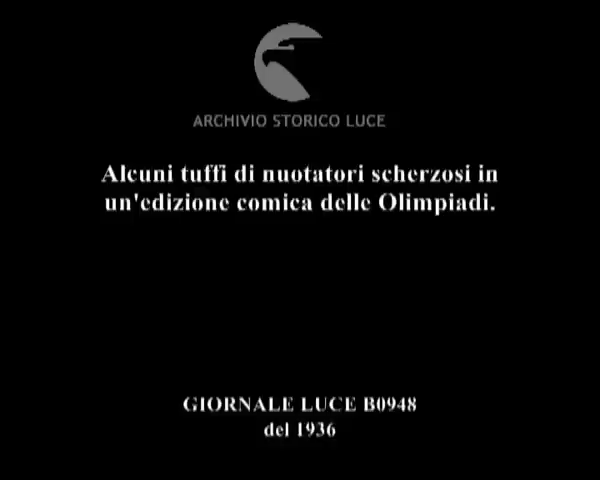 ARCHIVIO STORICO LUCE
Alcuni tuffi di nuotatori scherzosi in
un'edizione comica delle Olimpiadi.
GIORNALE LUCE B0948
del 1936